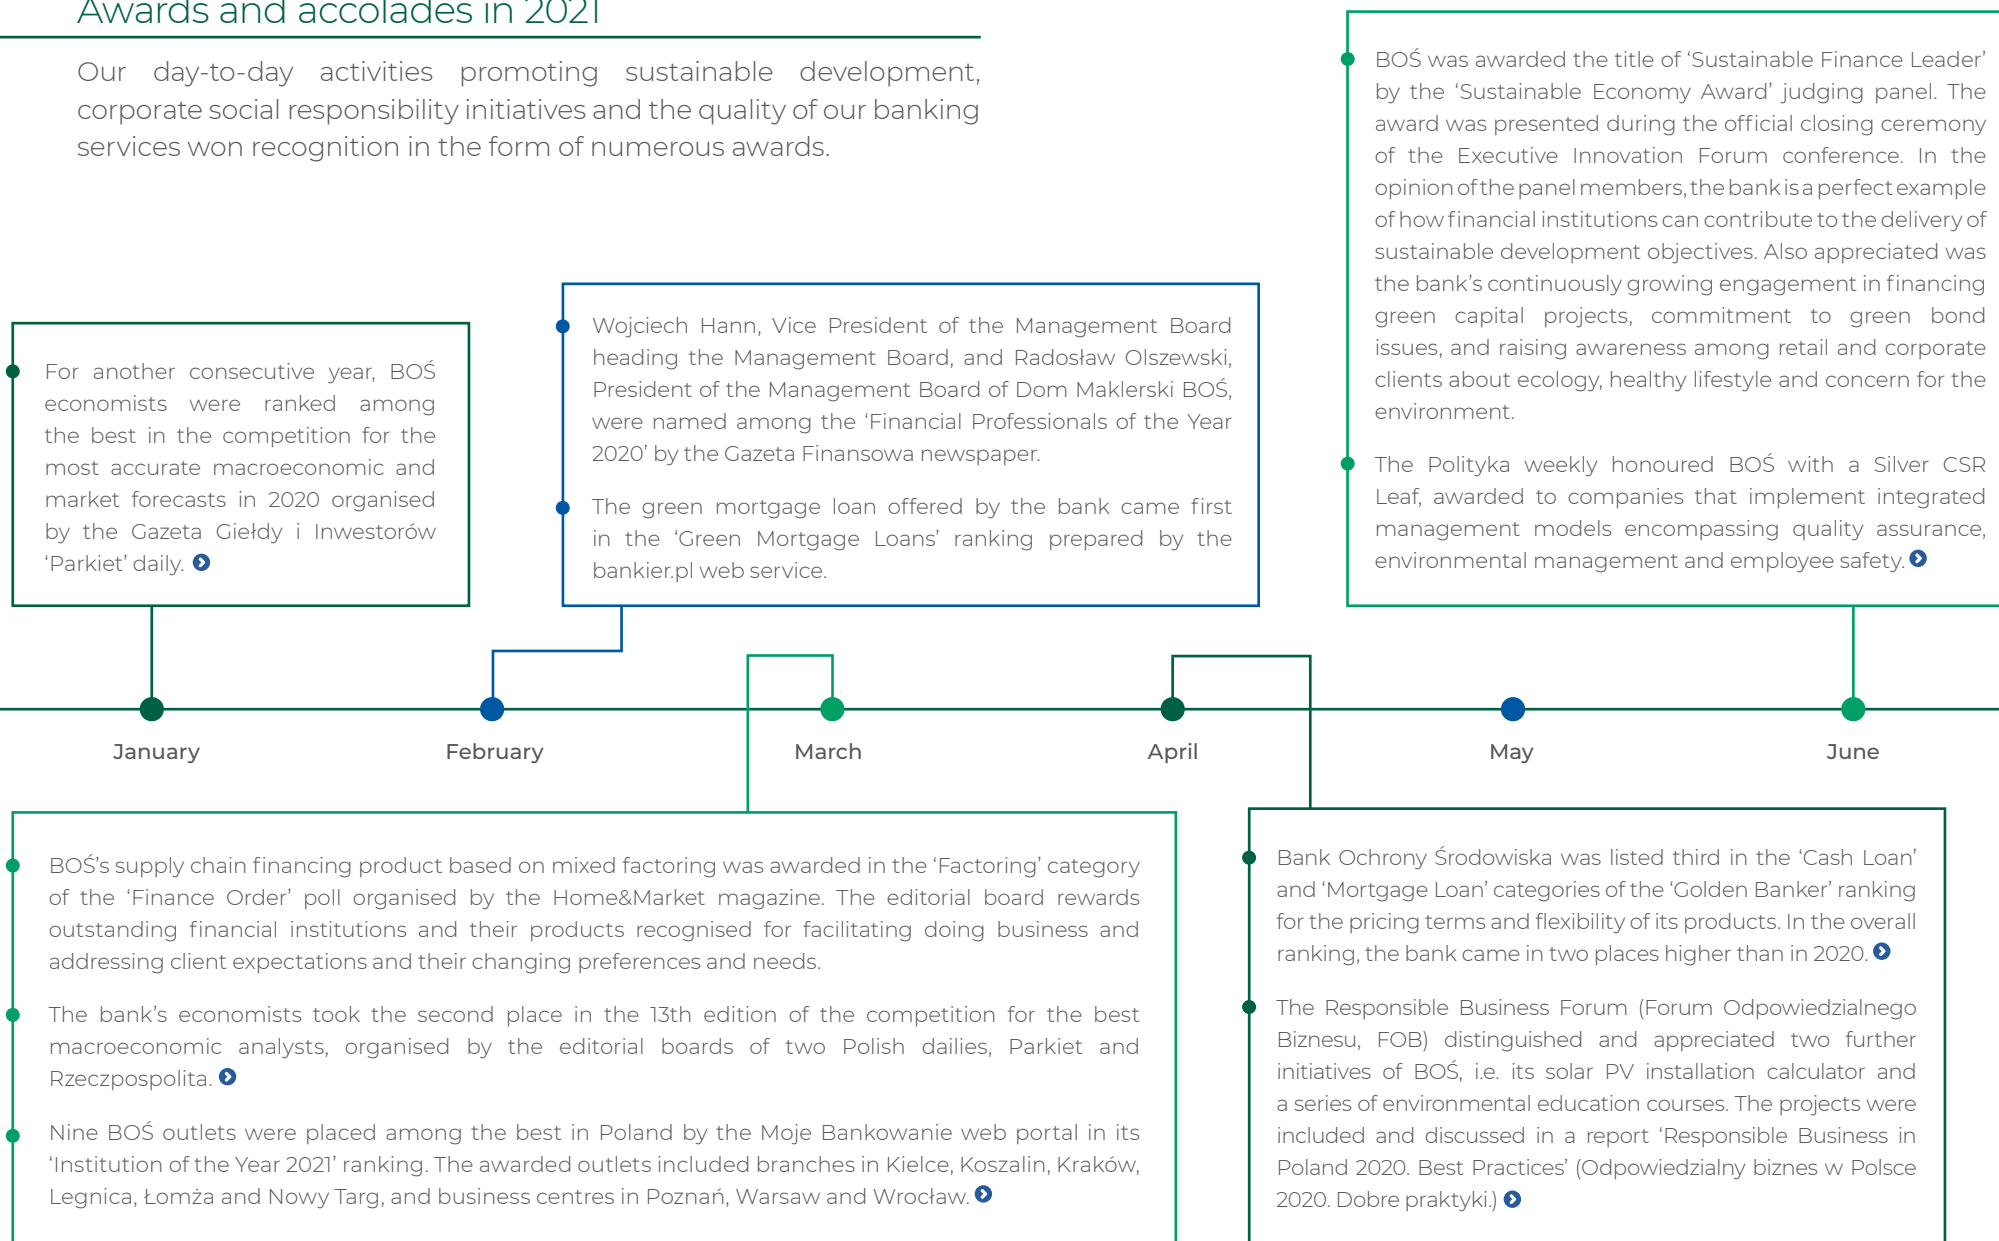 Awards and accolades in 2021
Our day-to-day activities promoting sustainable development,
corporate social responsibility initiatives and the quality of our banking
services won recognition in the form of numerous awards.
For another consecutive year, BOŚ
economists were ranked among
the best in the competition for the
most accurate macroeconomic and
market forecasts in 2020 organised
by the Gazeta Giełdy i Inwestorów
‘Parkiet’ daily.
Wojciech Hann, Vice President of the Management Board
heading the Management Board, and Radosław Olszewski,
President of the Management Board of Dom Maklerski BOŚ,
were named among the ‘Financial Professionals of the Year
2020’ by the Gazeta Finansowa newspaper.
The green mortgage loan offered by the bank came first
in the ‘Green Mortgage Loans’ ranking prepared by the
bankier.pl web service.
BOŚ was awarded the title of ‘Sustainable Finance Leader’
by the ‘Sustainable Economy Award’ judging panel. The
award was presented during the official closing ceremony
of the Executive Innovation Forum conference. In the
opinion of the panel members, the bank is a perfect example
of how financial institutions can contribute to the delivery of
sustainable development objectives. Also appreciated was
the bank’s continuously growing engagement in financing
green capital projects, commitment to green bond
issues, and raising awareness among retail and corporate
clients about ecology, healthy lifestyle and concern for the
environment.
The Polityka weekly honoured BOŚ with a Silver CSR
Leaf, awarded to companies that implement integrated
management models encompassing quality assurance,
environmental management and employee safety.
January
February
March
April
May
June
BOŚ’s supply chain financing product based on mixed factoring was awarded in the ‘Factoring’ category
of the ‘Finance Order’ poll organised by the Home&Market magazine. The editorial board rewards
outstanding financial institutions and their products recognised for facilitating doing business and
addressing client expectations and their changing preferences and needs.
The bank’s economists took the second place in the 13th edition of the competition for the best
macroeconomic analysts, organised by the editorial boards of two Polish dailies, Parkiet and
Rzeczpospolita.
Nine BOŚ outlets were placed among the best in Poland by the Moje Bankowanie web portal in its
‘Institution of the Year 2021’ ranking. The awarded outlets included branches in Kielce, Koszalin, Kraków,
Legnica, Łomża and Nowy Targ, and business centres in Poznań, Warsaw and Wrocław.
Bank Ochrony Środowiska was listed third in the ‘Cash Loan’
and ‘Mortgage Loan’ categories of the ‘Golden Banker’ ranking
for the pricing terms and flexibility of its products. In the overall
ranking, the bank came in two places higher than in 2020.
The Responsible Business Forum (Forum Odpowiedzialnego
Biznesu, FOB) distinguished and appreciated two further
initiatives of BOŚ, i.e. its solar PV installation calculator and
a series of environmental education courses. The projects were
included and discussed in a report ‘Responsible Business in
Poland 2020. Best Practices’ (Odpowiedzialny biznes w Polsce
2020. Dobre praktyki.)